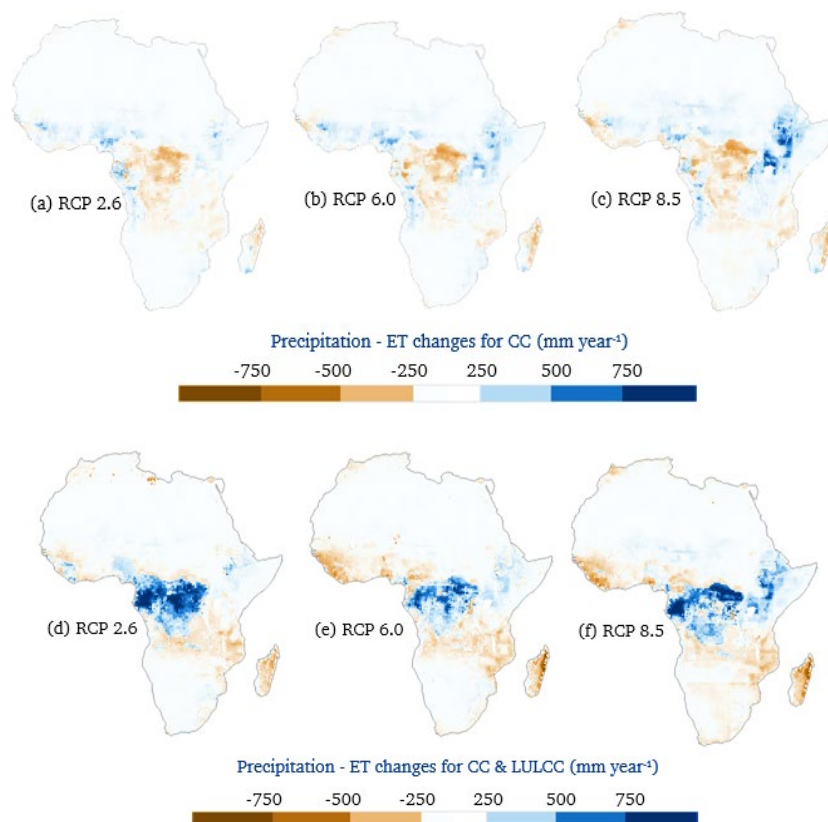 (a) RCP 2.6
(b) RCP 6.0
(c) RCP 8.5
Precipitation - ET changes for CC (mm year⁻¹)
-750 -500 -250 250 500 750
(d) RCP 2.6
(e) RCP 6.0
(f) RCP 8.5
Precipitation - ET changes for CC & LULCC (mm year⁻¹)
-750 -500 -250 250 500 750